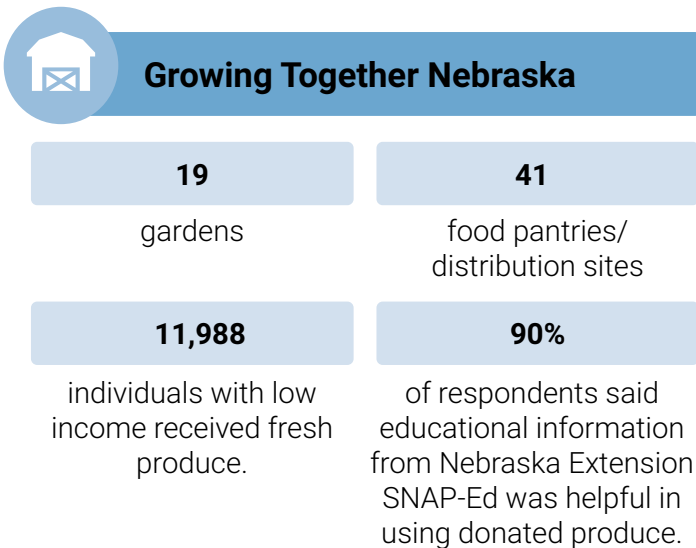 Growing Together Nebraska
19
gardens
41
food pantries/
distribution sites
11,988
individuals with low
income received fresh
produce.
90%
of respondents said
educational information
from Nebraska Extension
SNAP-Ed was helpful in
using donated produce.